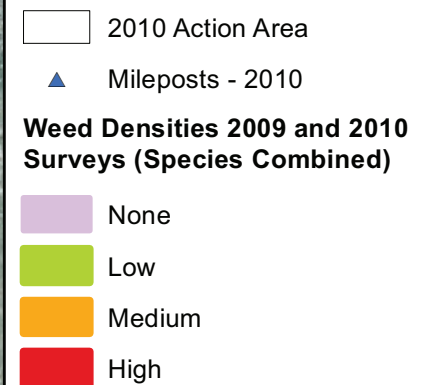 2010 Action Area
Mileposts - 2010
Weed Densities 2009 and 2010
Surveys (Species Combined)
None
Low
Medium
High